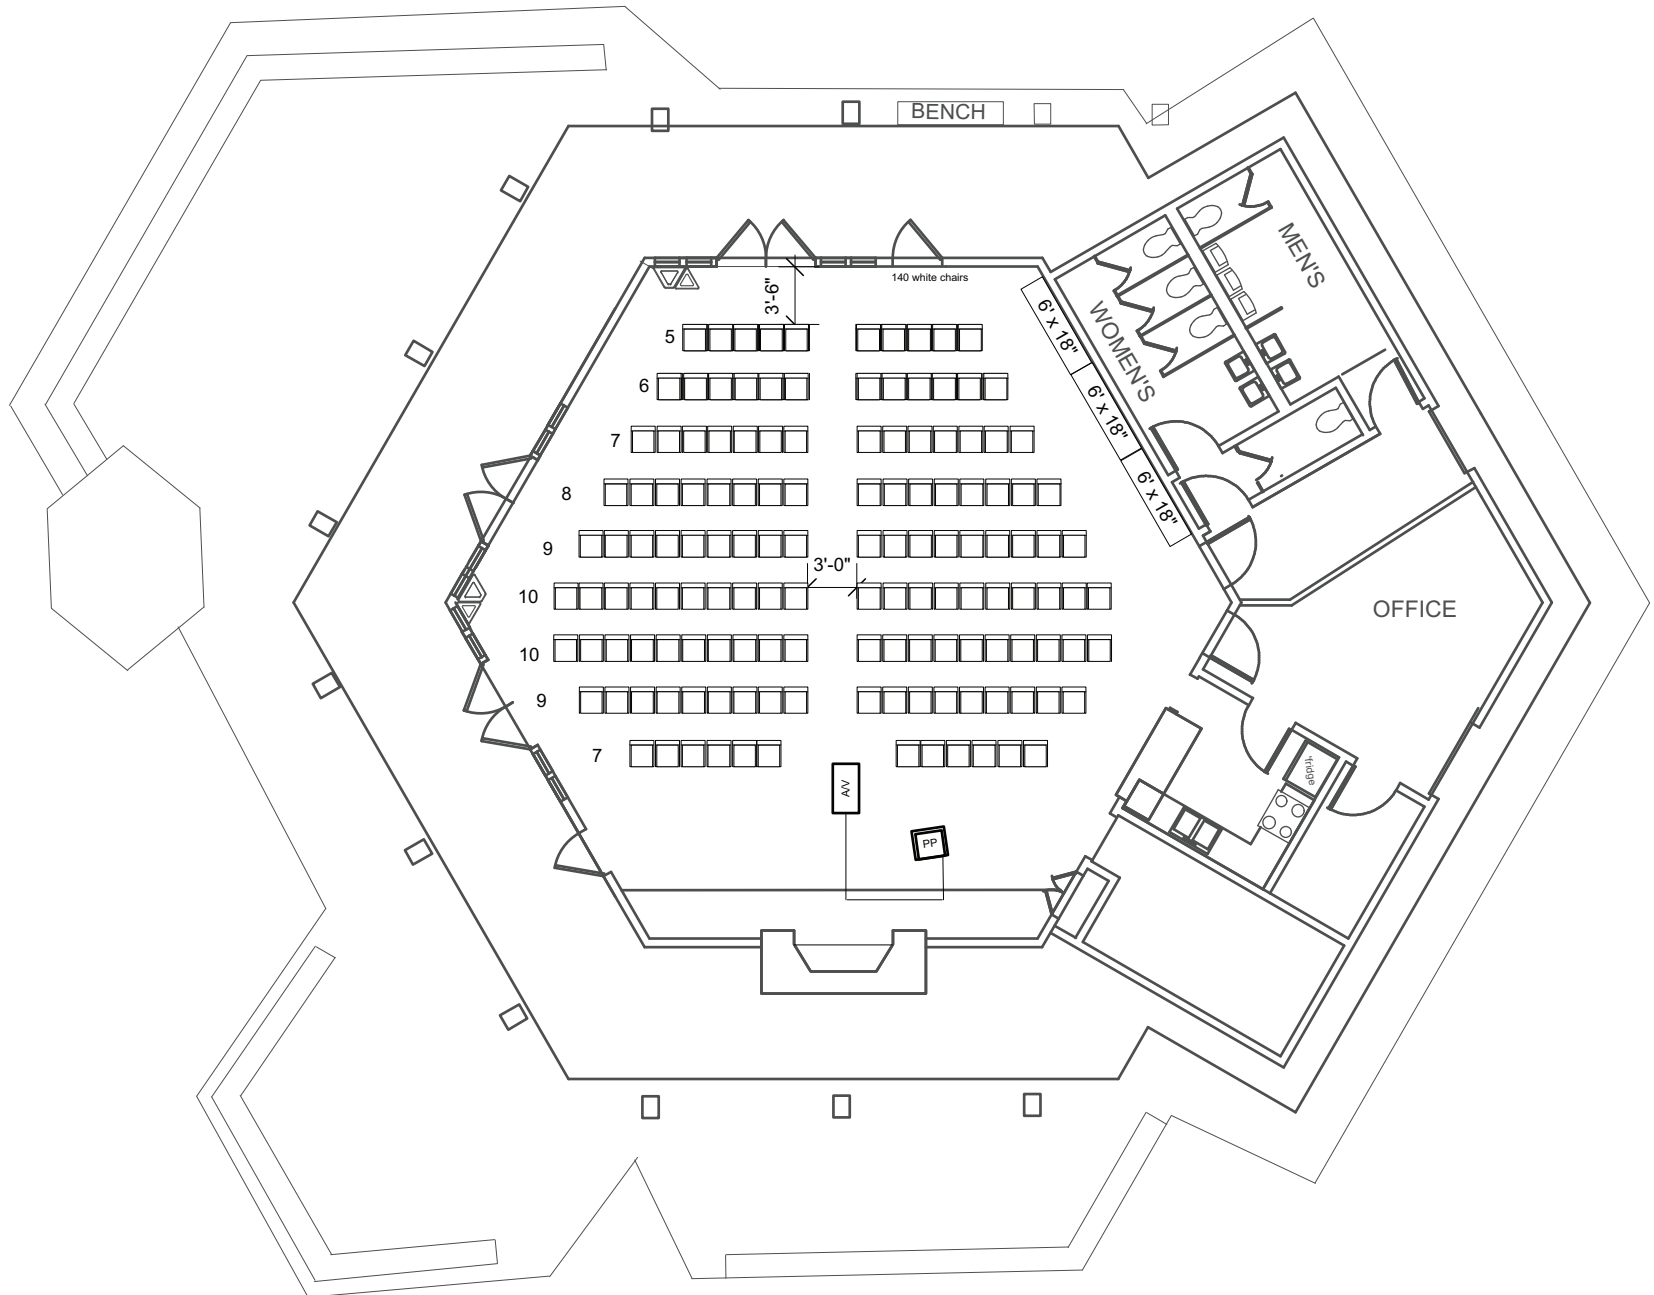 BENCH
MEN'S
140 white chairs
3'-6"
6' x 18"
WOMEN'S
5
6
6' x 18"
7
8
6' x 18"
9
3'-0"
10
OFFICE
10
9
7
'fridge
A/V
PP